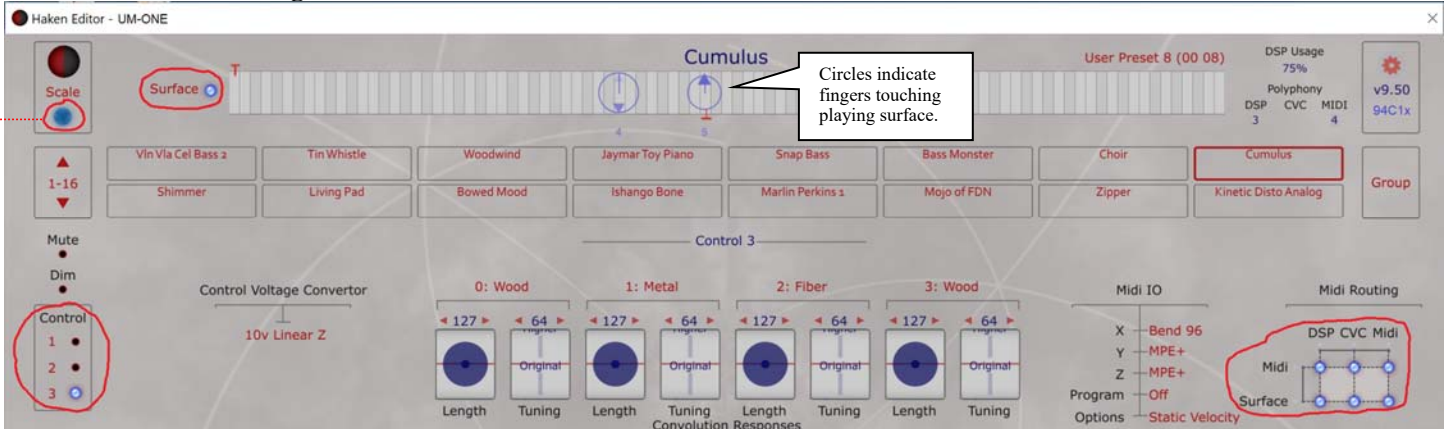 Haken Editor - UM-ONE
Scale
Surface
T
Cumulus
User Preset 8 (00 08)
DSP Usage
75%
Polyphony
DSP CVC MIDI
3 4
v9.50
94C1x
4 5
Circles indicate
fingers touching
playing surface.
1-16
Vln Vla Cel Bass 2 Tin Whistle Woodwind Jaymar Toy Piano Snap Bass Bass Monster Choir Cumulus
Shimmer Living Pad Bowed Mood Ishango Bone Marlin Perkins 1 Mojo of FDN Zipper Kinetic Disto Analog
Group
Mute
Dim
Control
1
2
3
Control 3
Control Voltage Convertor
10v Linear Z
0: Wood 1: Metal 2: Fiber 3: Wood
127 64 127 64 127 64 127 64
Higher Higher Higher Higher
Original Original Original Original
Length Tuning Length Tuning Length Tuning Length Tuning
Convolution Responses
Midi IO
X Bend 96
Y MPE+
Z MPE+
Program Off
Options Static Velocity
Midi Routing
DSP CVC Midi
Midi
Surface